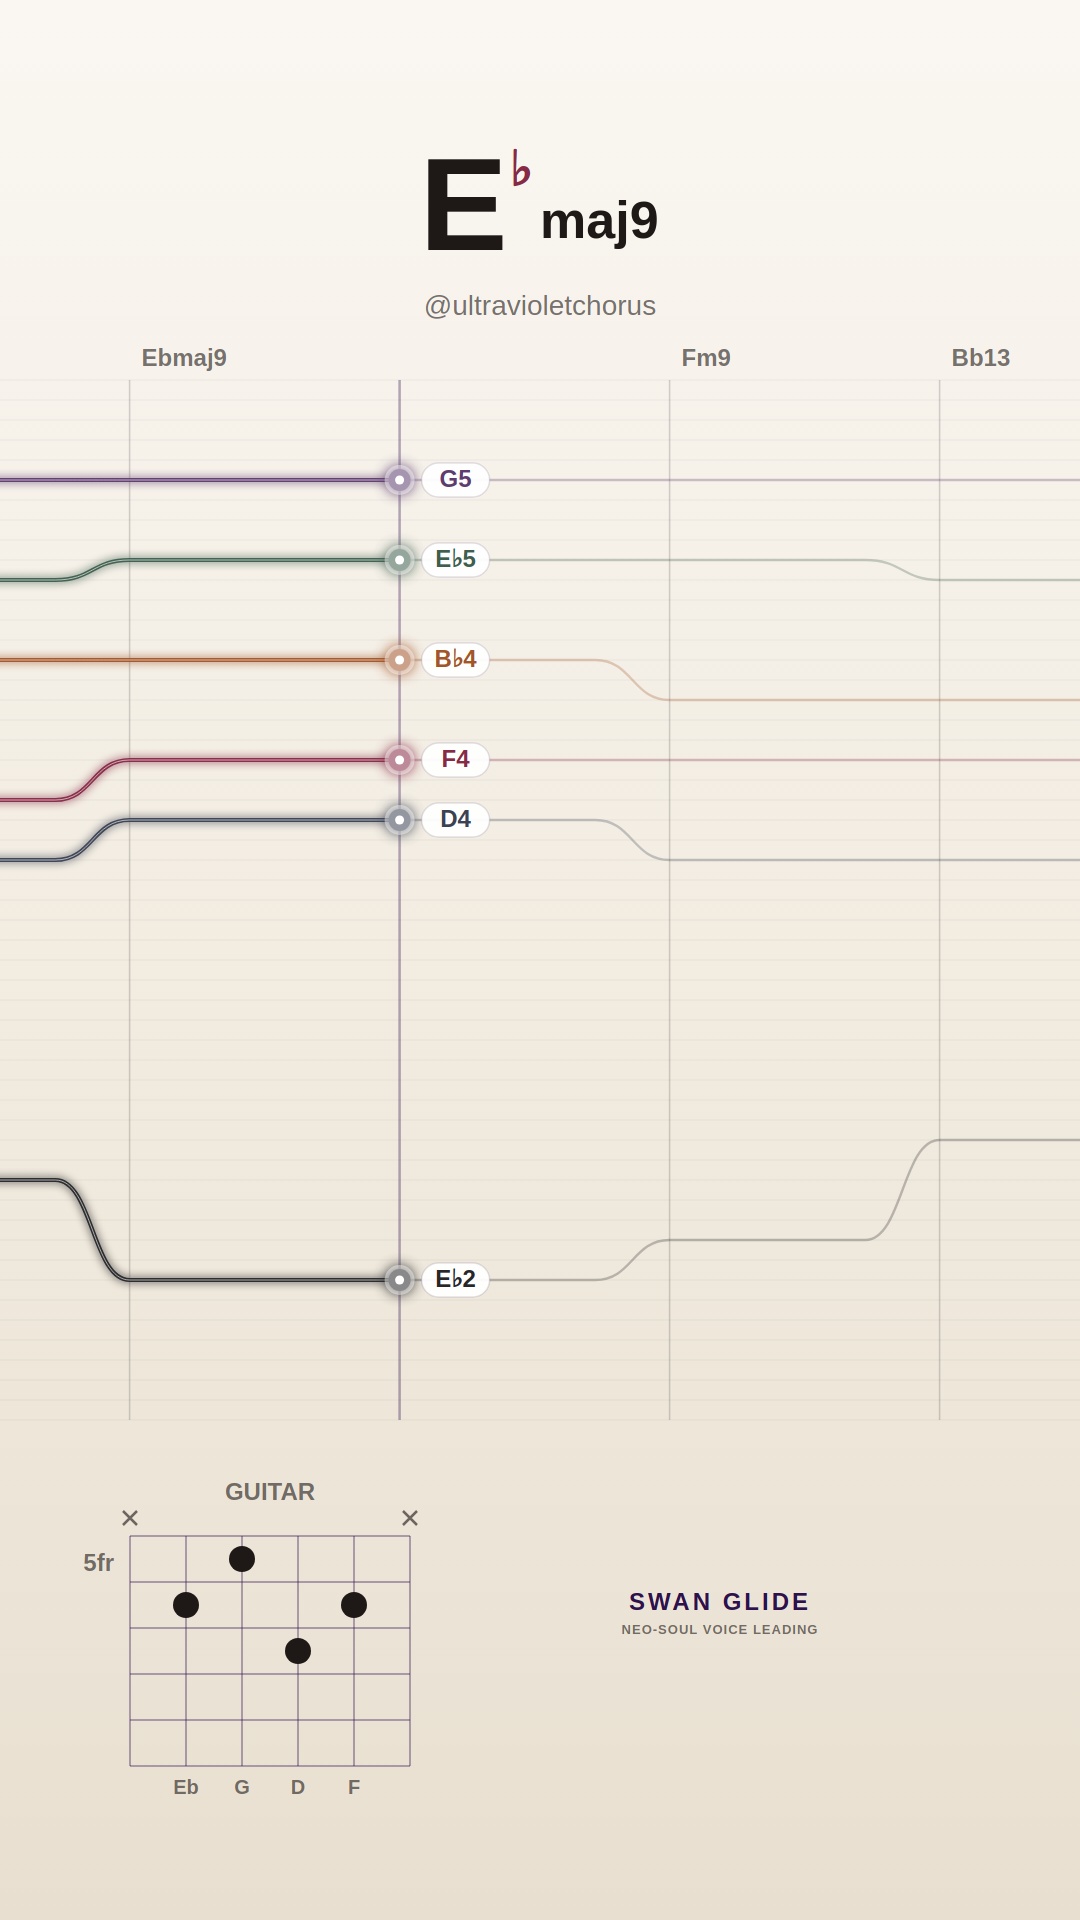 E♭maj9
@ultravioletchorus
Ebmaj9 Fm9 Bb13
G5
E♭5
B♭4
F4
D4
E♭2
GUITAR
× ×
5fr
SWAN GLIDE
NEO-SOUL VOICE LEADING
Eb G D F